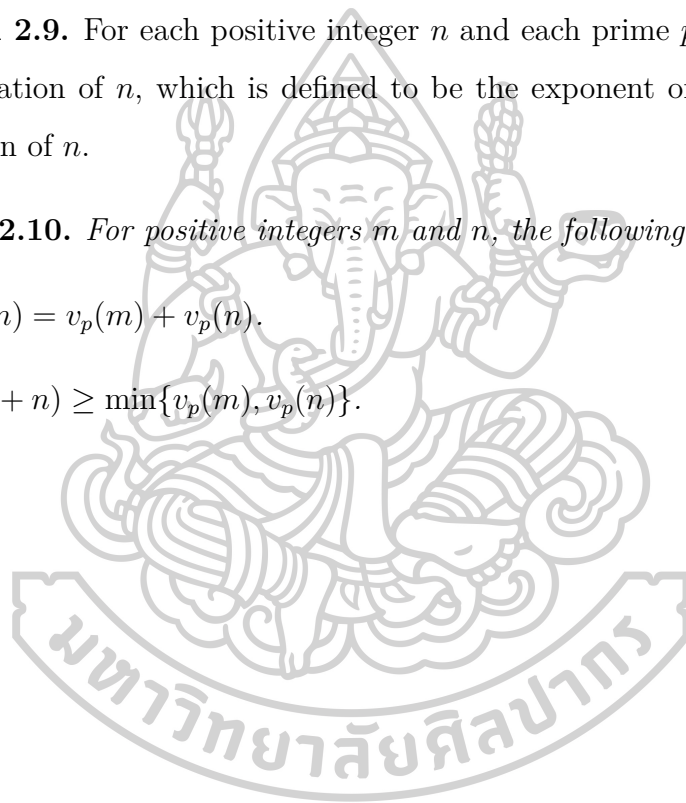 2.9. For each positive integer n and each prime p
ation of n, which is defined to be the exponent o
n of n.
2.10. For positive integers m and n, the following
n) = v_p(m) + v_p(n).
+ n) ≥ min{v_p(m), v_p(n)}.
มหาวิทยาลัยศิลปากร